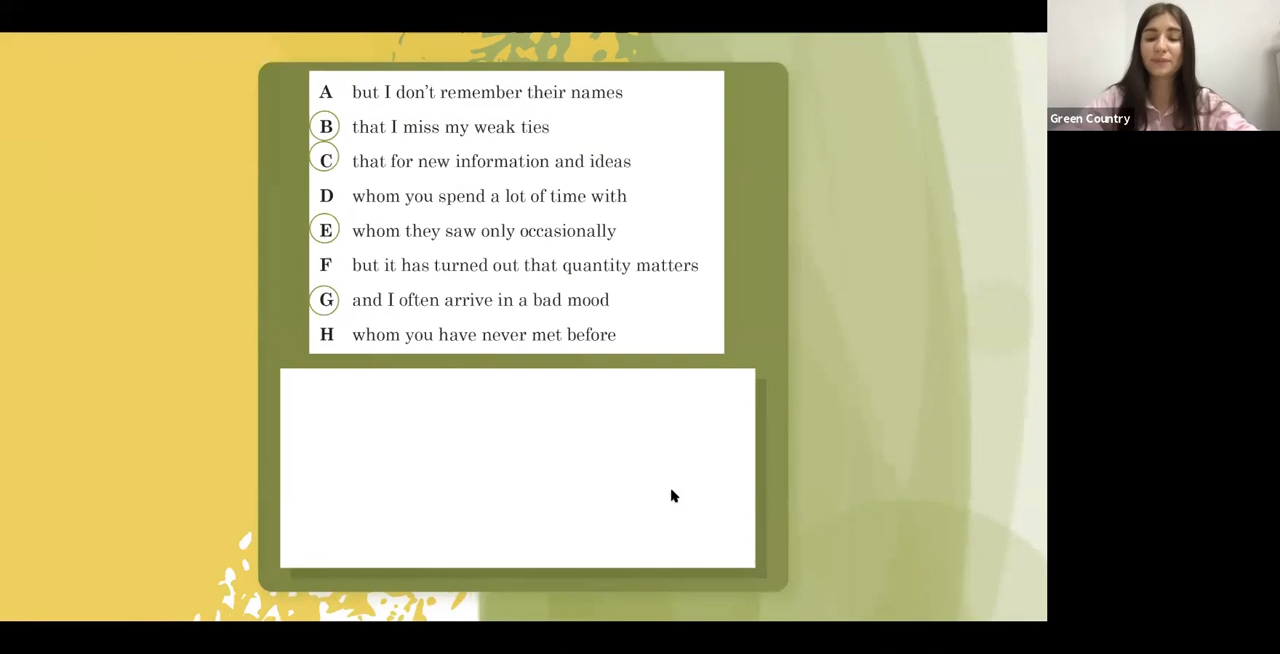 A but I don't remember their names
B that I miss my weak ties
C that for new information and ideas
D whom you spend a lot of time with
E whom they saw only occasionally
F but it has turned out that quantity matters
G and I often arrive in a bad mood
H whom you have never met before
Green Country